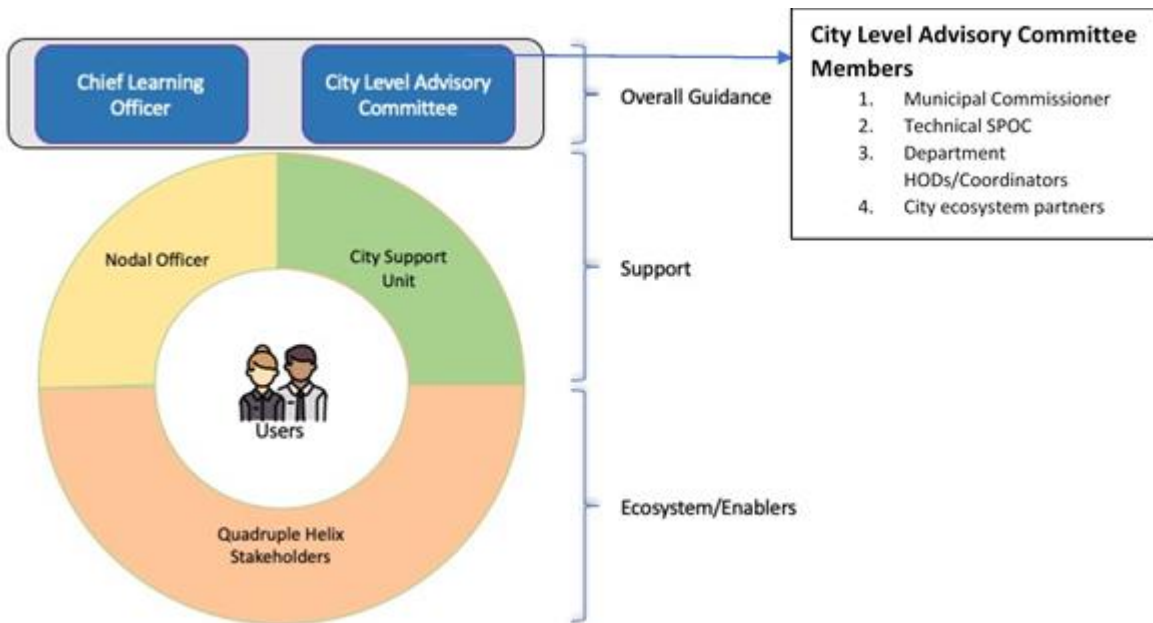 Chief Learning
Officer
City Level Advisory
Committee
Overall Guidance
City Level Advisory Committee
Members
1. Municipal Commissioner
2. Technical SPOC
3. Department
HODs/Coordinators
4. City ecosystem partners
Nodal Officer
City Support
Unit
Support
Users
Quadruple Helix
Stakeholders
Ecosystem/Enablers